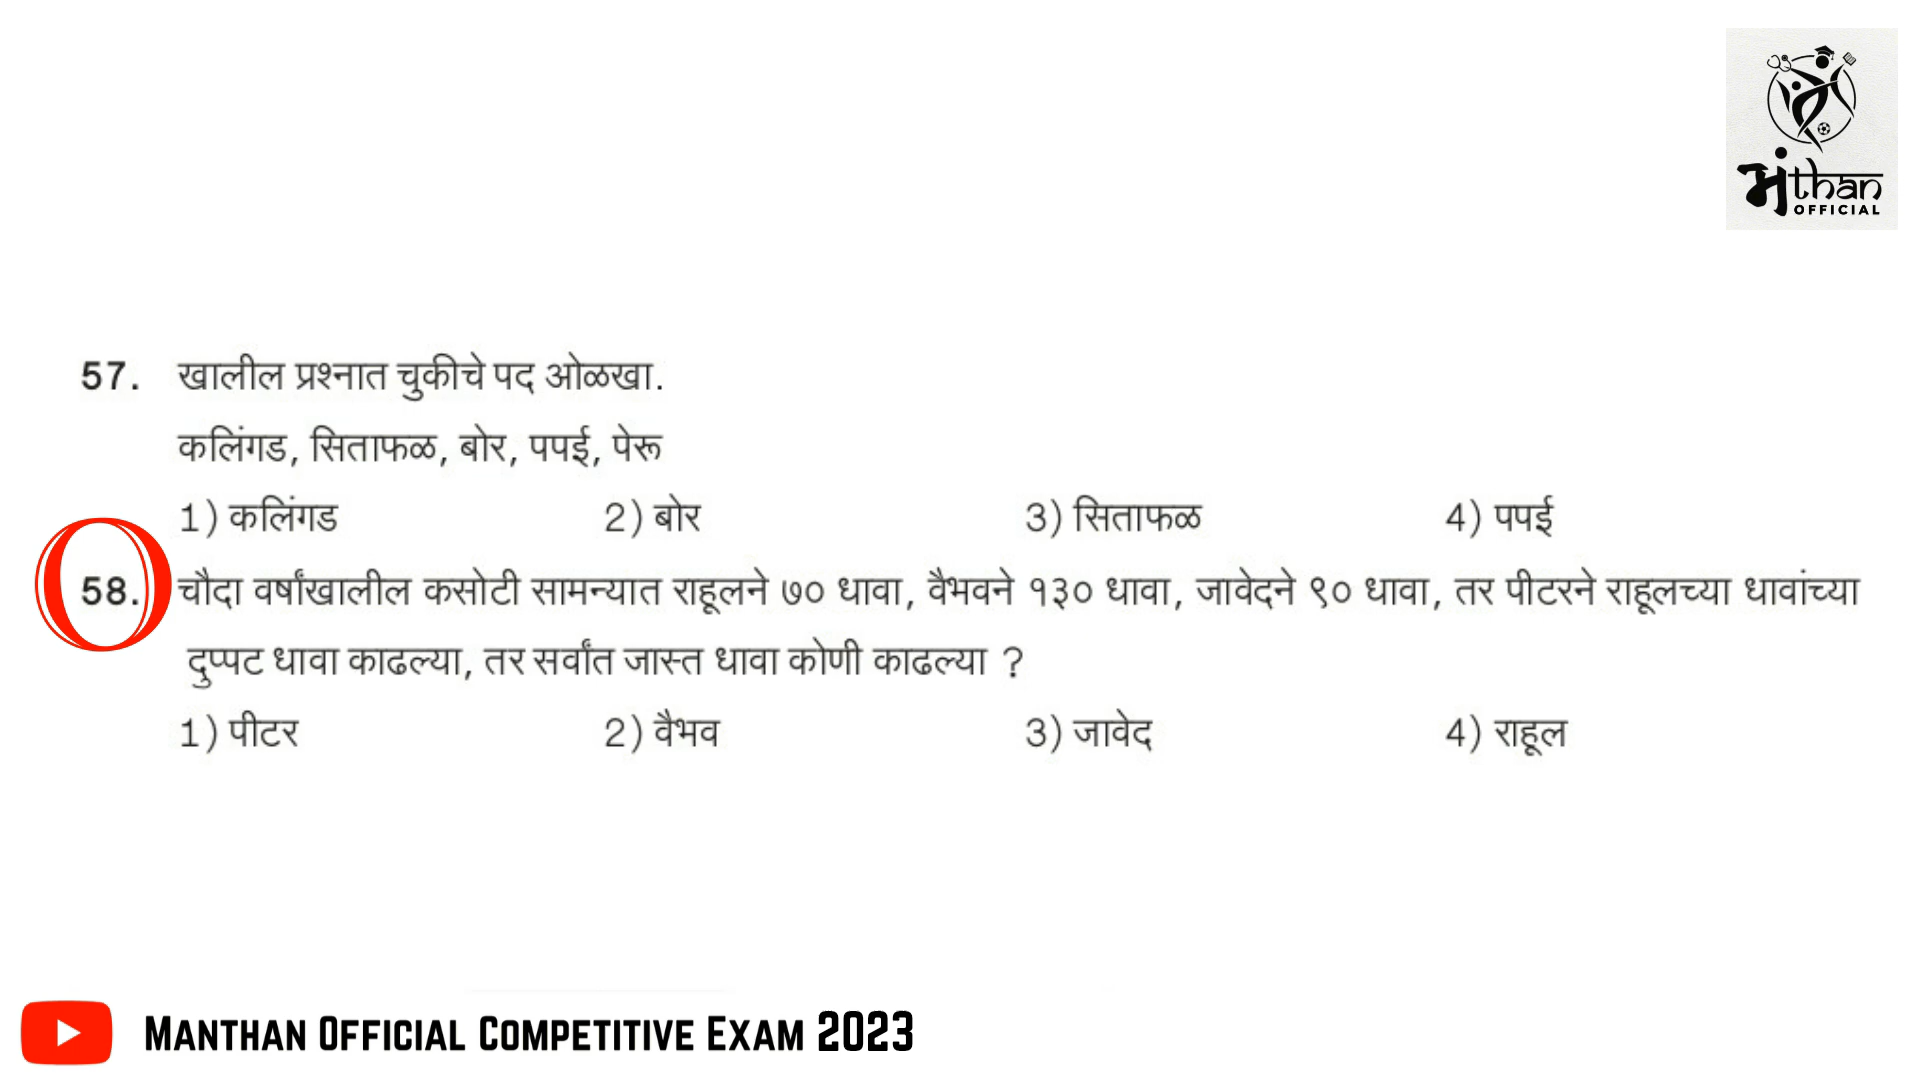 मंthan
OFFICIAL
57. खालील प्रश्नात चुकीचे पद ओळखा.
कलिंगड, सिताफळ, बोर, पपई, पेरू
1) कलिंगड 2) बोर 3) सिताफळ 4) पपई
58. चौदा वर्षांखालील कसोटी सामन्यात राहूलने ७० धावा, वैभवने १३० धावा, जावेदने ९० धावा, तर पीटरने राहूलच्या धावांच्या
दुप्पट धावा काढल्या, तर सर्वांत जास्त धावा कोणी काढल्या ?
1) पीटर 2) वैभव 3) जावेद 4) राहूल
MANTHAN OFFICIAL COMPETITIVE EXAM 2023